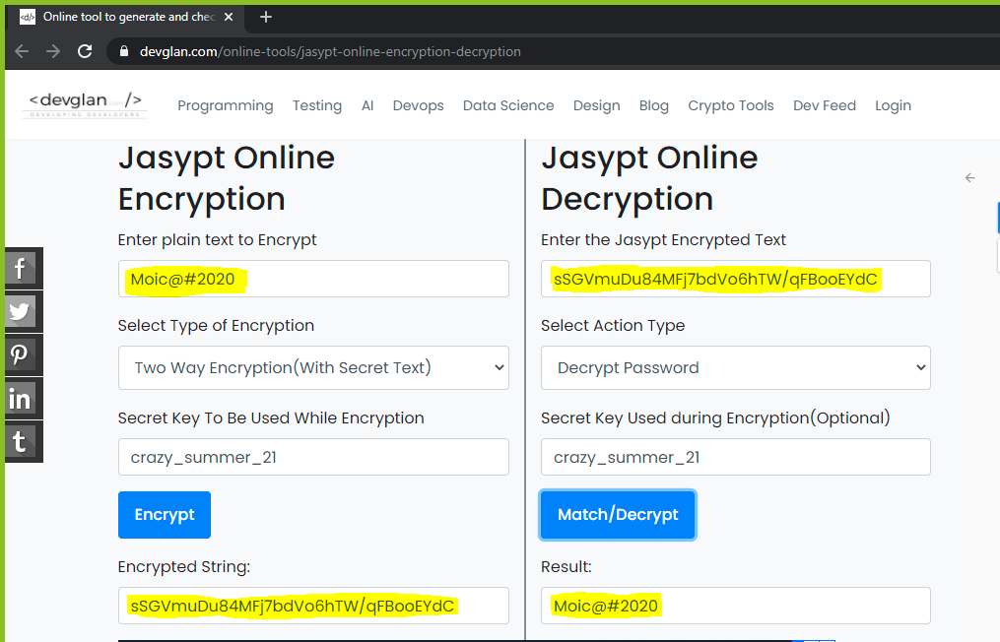 Online tool to generate and chec
devglan.com/online-tools/jasypt-online-encryption-decryption
<devglan.com/>
DEVELOPING DEVELOPERS
Programming Testing AI Devops Data Science Design Blog Crypto Tools Dev Feed Login
Jasypt Online
Encryption
Enter plain text to Encrypt
Moic@#2020
Select Type of Encryption
Two Way Encryption(With Secret Text)
Secret Key To Be Used While Encryption
crazy_summer_21
Encrypt
Encrypted String:
sSGVmuDu84MFj7bdVo6hTW/qFBooEYdC
Jasypt Online
Decryption
Enter the Jasypt Encrypted Text
sSGVmuDu84MFj7bdVo6hTW/qFBooEYdC
Select Action Type
Decrypt Password
Secret Key Used during Encryption(Optional)
crazy_summer_21
Match/Decrypt
Result:
Moic@#2020